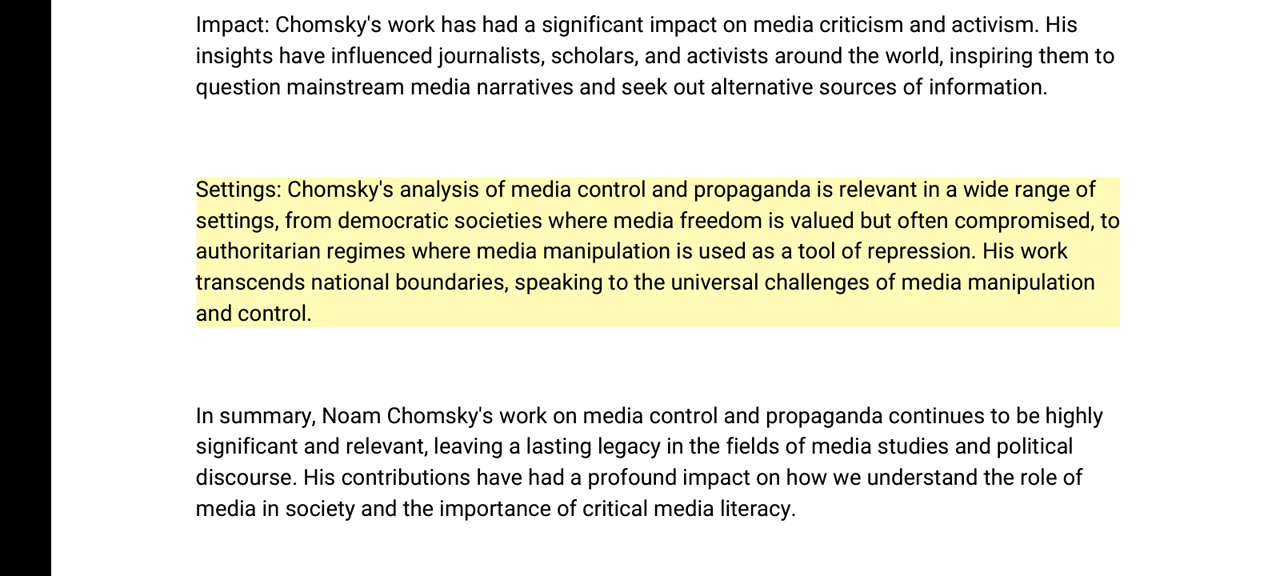 Impact: Chomsky's work has had a significant impact on media criticism and activism. His
insights have influenced journalists, scholars, and activists around the world, inspiring them to
question mainstream media narratives and seek out alternative sources of information.
Settings: Chomsky's analysis of media control and propaganda is relevant in a wide range of
settings, from democratic societies where media freedom is valued but often compromised, to
authoritarian regimes where media manipulation is used as a tool of repression. His work
transcends national boundaries, speaking to the universal challenges of media manipulation
and control.
In summary, Noam Chomsky's work on media control and propaganda continues to be highly
significant and relevant, leaving a lasting legacy in the fields of media studies and political
discourse. His contributions have had a profound impact on how we understand the role of
media in society and the importance of critical media literacy.